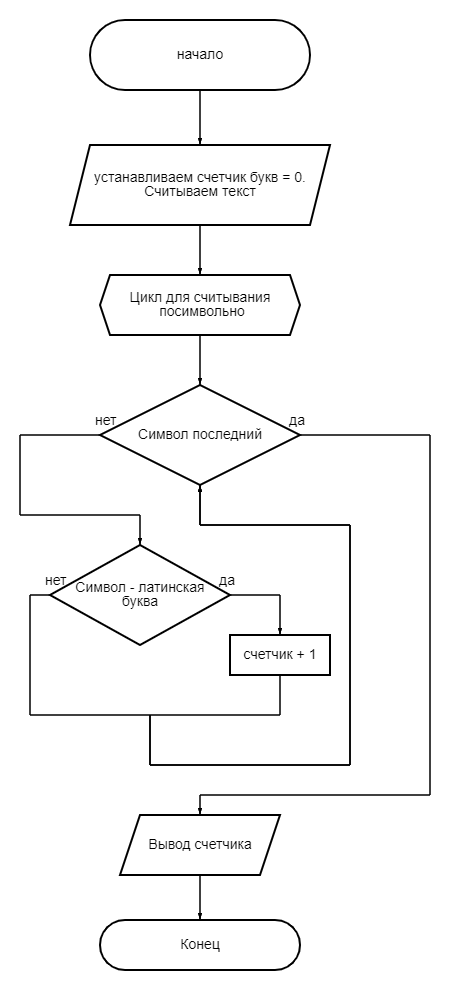 начало
устанавливаем счетчик букв = 0.
Считываем текст
Цикл для считывания
посимвольно
нет
да
Символ последний
нет
да
Символ - латинская
буква
счетчик + 1
Вывод счетчика
Конец